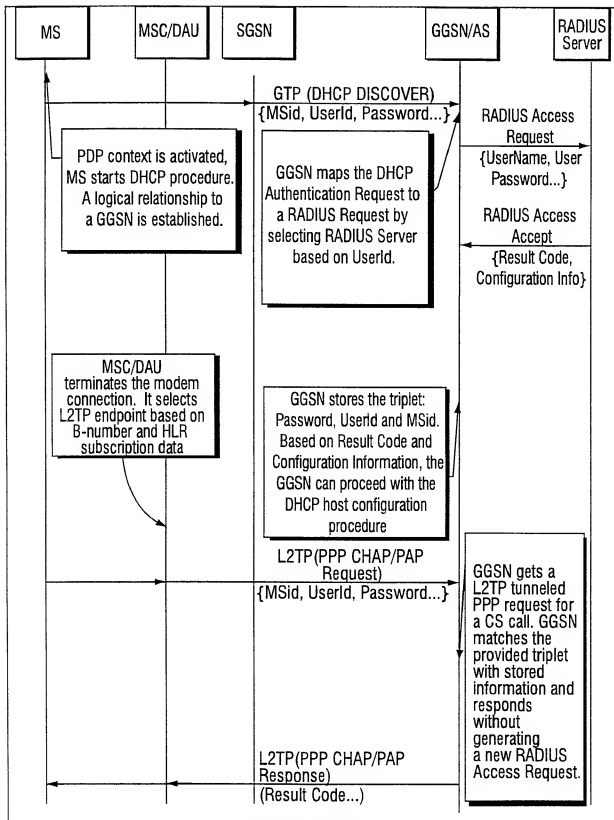 MS
MSC/DAU
SGSN
GGSN/AS
RADIUS
Server
GTP (DHCP DISCOVER)
{MSid, UserId, Password...}
RADIUS Access
Request
{UserName, User
Password...}
PDP context is activated,
MS starts DHCP procedure.
A logical relationship to
a GGSN is established.
GGSN maps the DHCP
Authentication Request to
a RADIUS Request by
selecting RADIUS Server
based on UserId.
RADIUS Access
Accept
{Result Code,
Configuration Info}
MSC/DAU
terminates the modem
connection. It selects
L2TP endpoint based on
B-number and HLR
subscription data
GGSN stores the triplet:
Password, UserId and MSid.
Based on Result Code and
Configuration Information, the
GGSN can proceed with the
DHCP host configuration
procedure
L2TP(PPP CHAP/PAP
Request)
{MSid, UserId, Password...}
GGSN gets a
L2TP tunneled
PPP request for
a CS call. GGSN
matches the
provided triplet
with stored
information and
responds
without
generating
a new RADIUS
Access Request.
L2TP(PPP CHAP/PAP
Response)
(Result Code...)